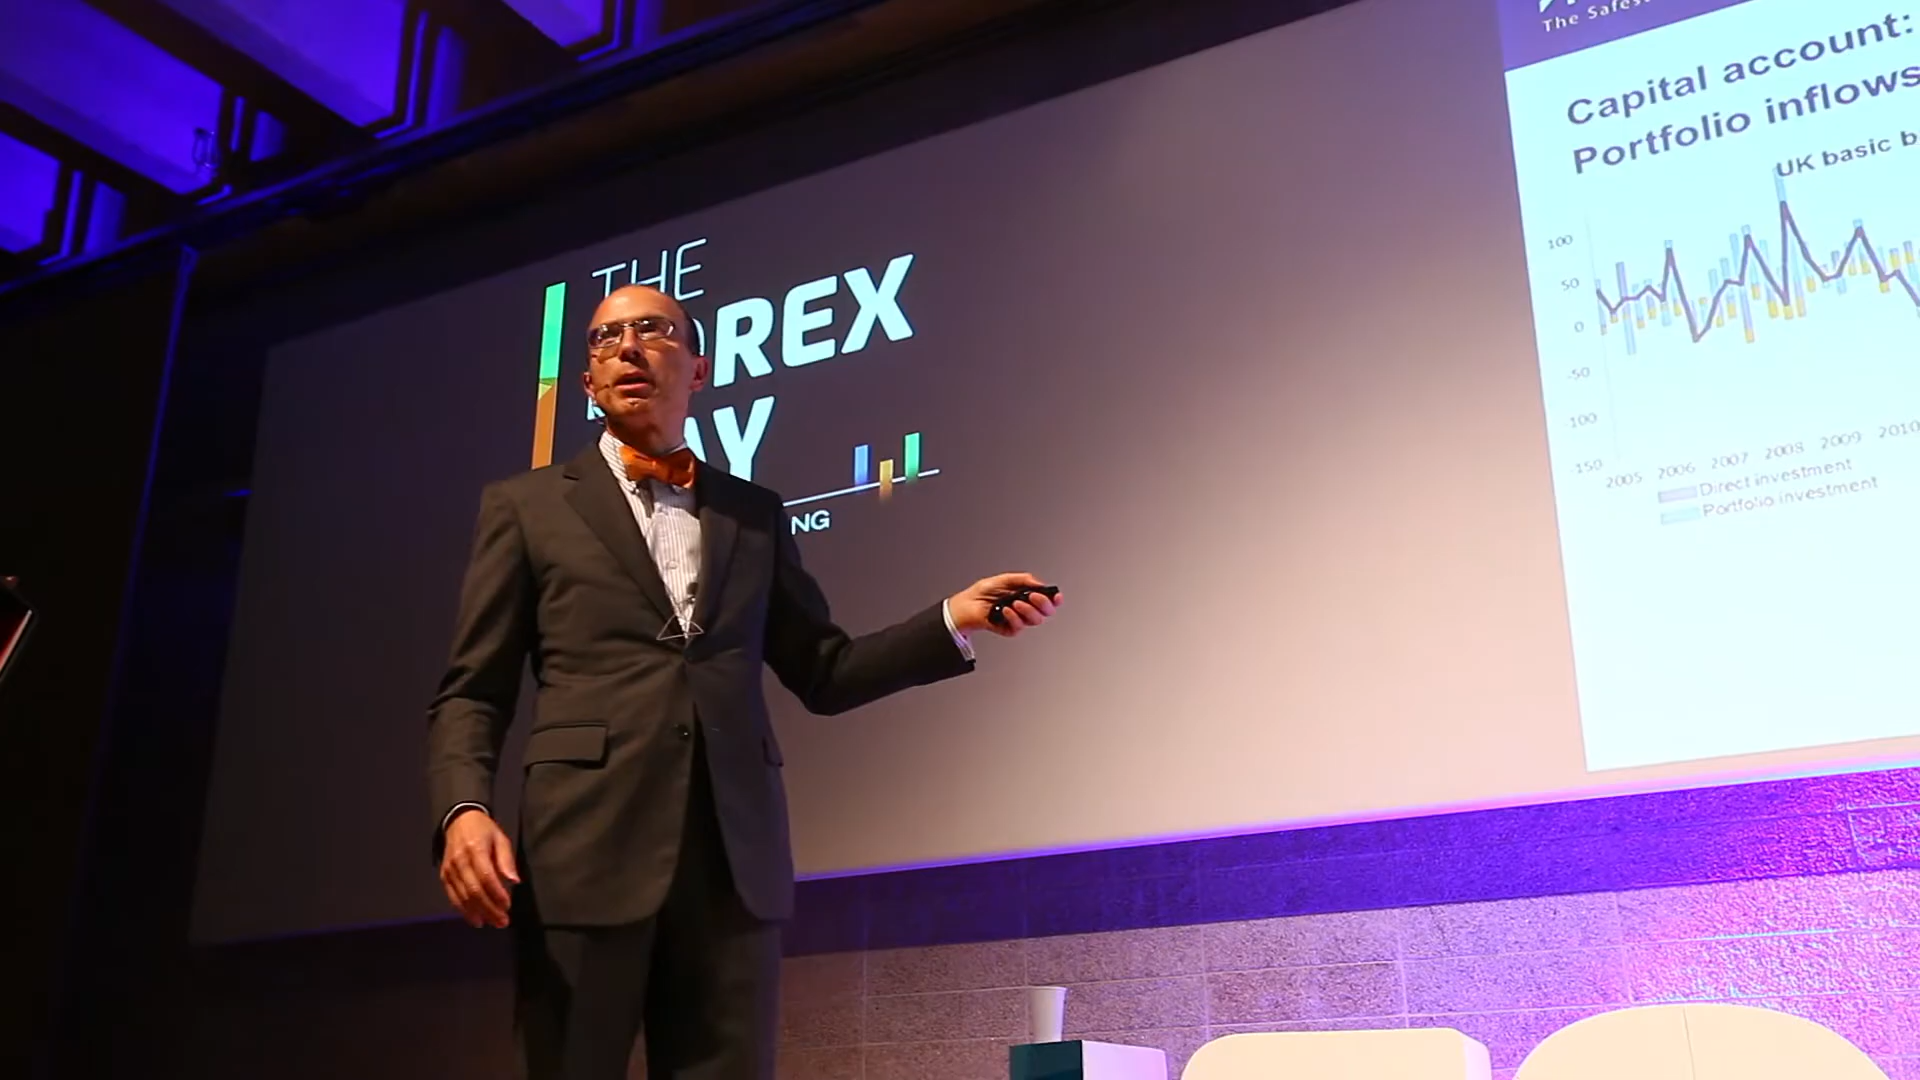 THE
OREX
AY
NG
The Safes
Capital account:
Portfolio inflows
UK basic b
100
50
0
-50
-100
-150
2005 2006 2007 2008 2009 2010
Direct investment
Portfolio investment